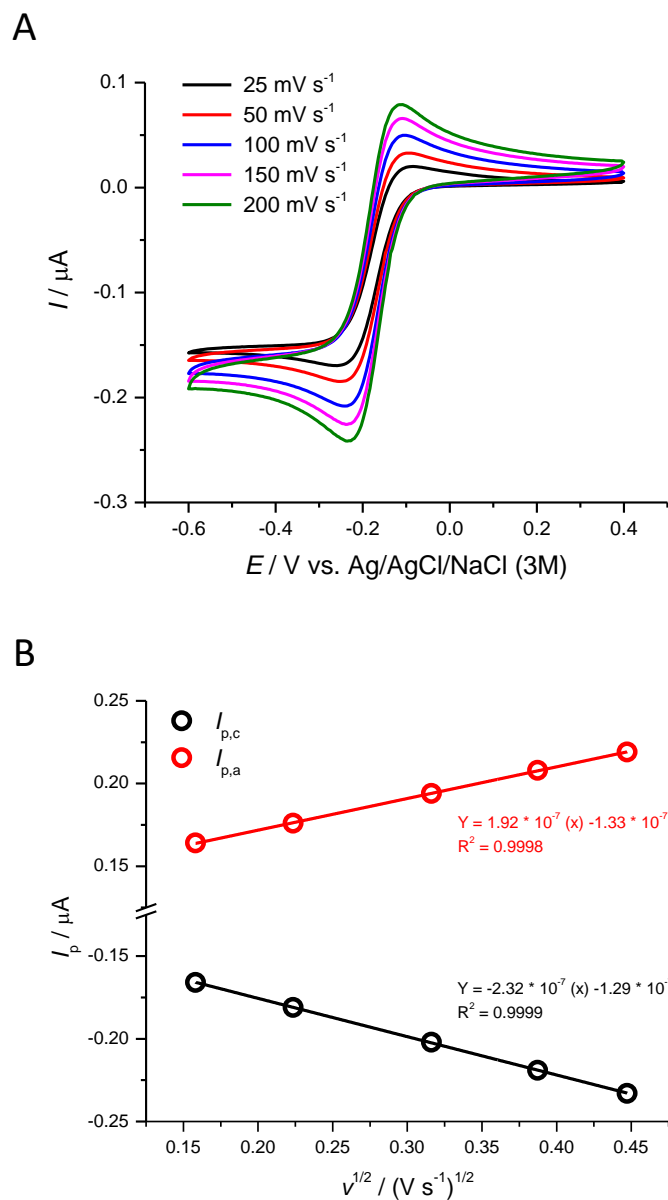 A
0.1
0.0
-0.1
-0.2
-0.3
I / μA
25 mV s⁻¹
50 mV s⁻¹
100 mV s⁻¹
150 mV s⁻¹
200 mV s⁻¹
-0.6 -0.4 -0.2 0.0 0.2 0.4
E / V vs. Ag/AgCl/NaCl (3M)
B
0.25
0.20
0.15
-0.15
-0.20
-0.25
Iₚ / μA
I p,c
I p,a
Y = 1.92 * 10⁻⁷ (x) -1.33 * 10⁻⁷
R² = 0.9998
Y = -2.32 * 10⁻⁷ (x) -1.29 * 10⁻
R² = 0.9999
0.15 0.20 0.25 0.30 0.35 0.40 0.45
v¹/² / (V s⁻¹)¹/²